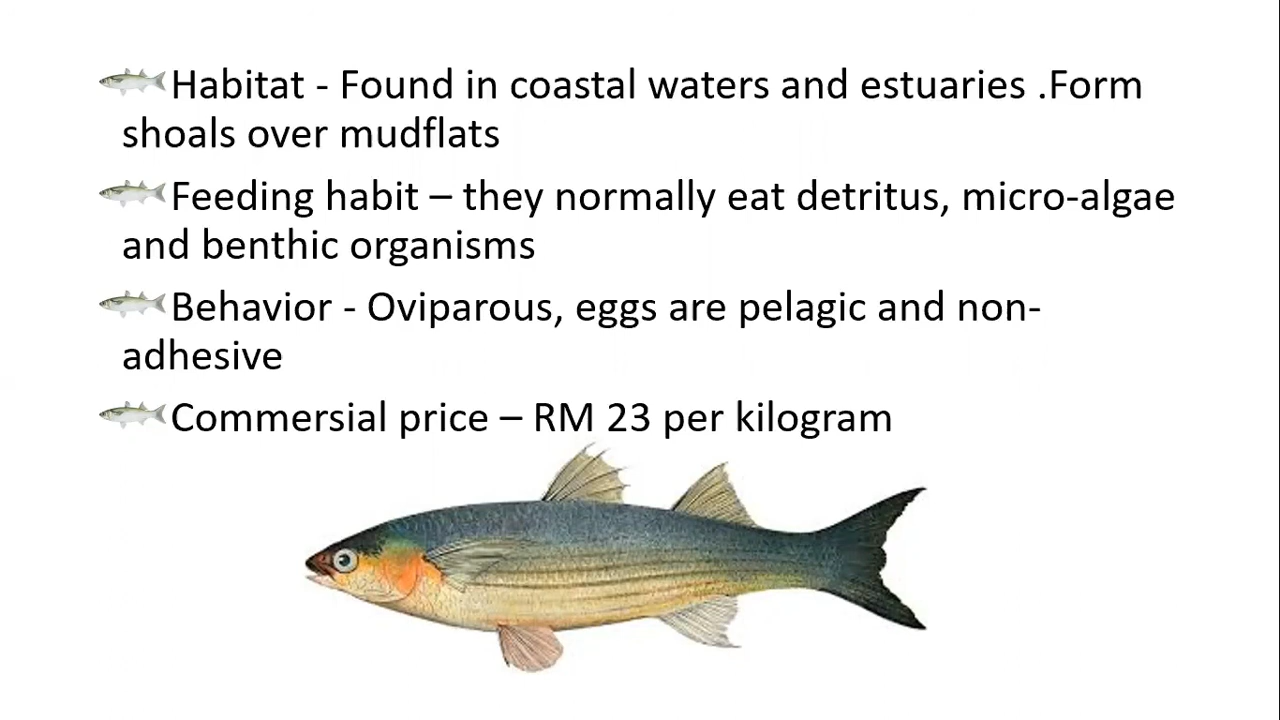 Habitat - Found in coastal waters and estuaries .Form
shoals over mudflats
Feeding habit – they normally eat detritus, micro-algae
and benthic organisms
Behavior - Oviparous, eggs are pelagic and non-
adhesive
Commersial price – RM 23 per kilogram